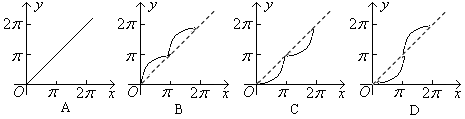 y y y y
2π 2π 2π 2π
π π π π
O π 2π x O π 2π x O π 2π x O π 2π x
A B C D